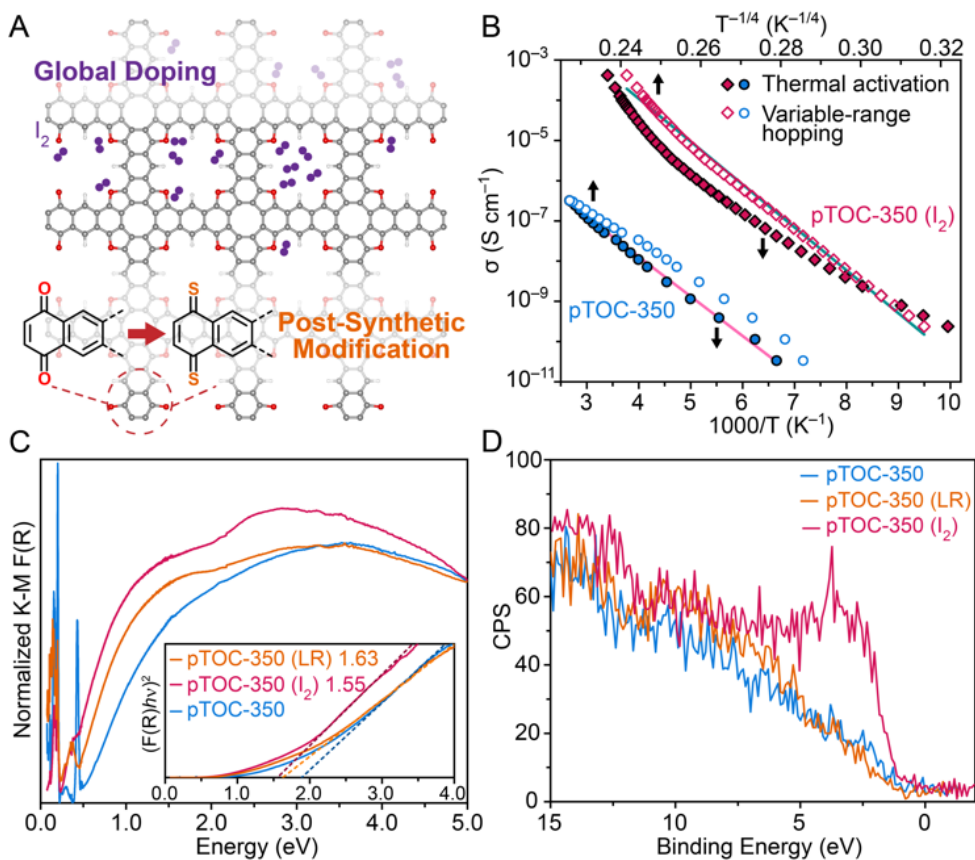 A
Global Doping
I₂
O
O
S
S
Post-Synthetic
Modification
B
T⁻¹/⁴ (K⁻¹/⁴)
0.24 0.26 0.28 0.30 0.32
10⁻³
10⁻⁵
10⁻⁷
10⁻⁹
10⁻¹¹
σ (S cm⁻¹)
Thermal activation
Variable-range
hopping
pTOC-350 (I₂)
pTOC-350
3 4 5 6 7 8 9 10
1000/T (K⁻¹)
C
Normalized K-M F(R)
(F(R)hν)²
pTOC-350 (LR) 1.63
pTOC-350 (I₂) 1.55
pTOC-350
0.0 1.0 2.0 3.0 4.0
0.0 1.0 2.0 3.0 4.0 5.0
Energy (eV)
D
100
80
60
40
20
0
CPS
pTOC-350
pTOC-350 (LR)
pTOC-350 (I₂)
15 10 5 0
Binding Energy (eV)